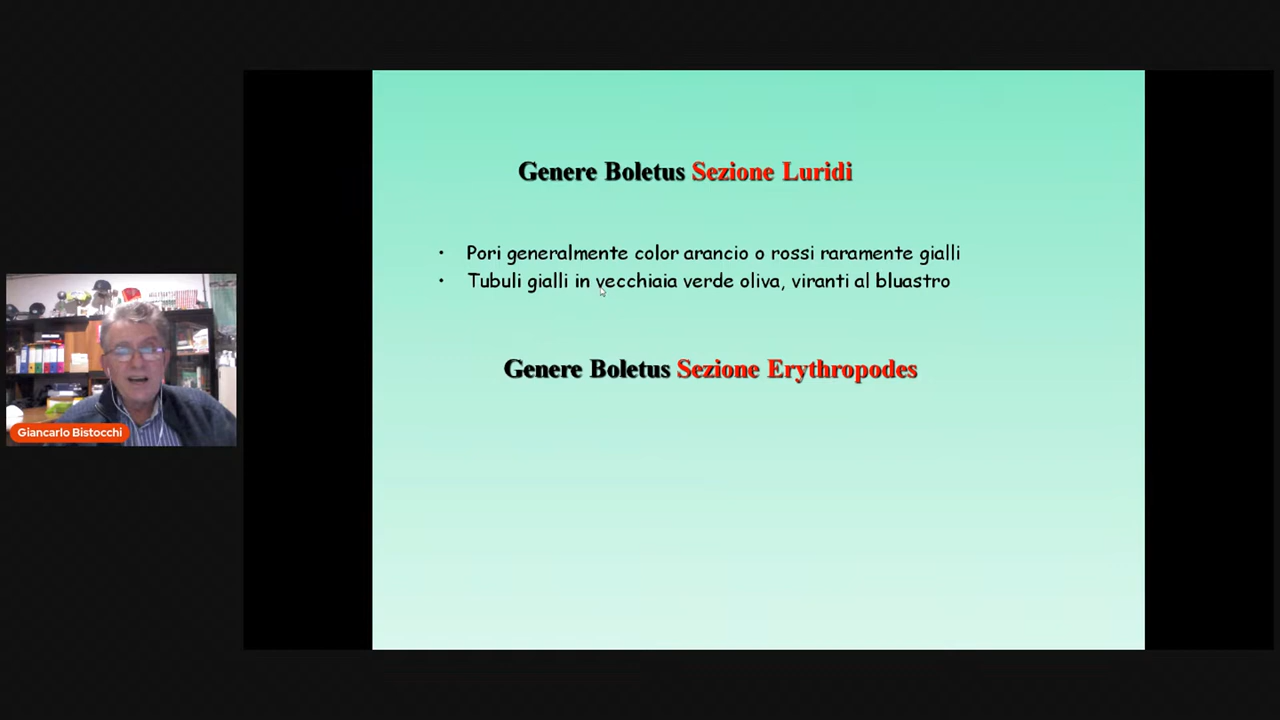 Genere Boletus Sezione Luridi
• Pori generalmente color arancio o rossi raramente gialli
• Tubuli gialli in vecchiaia verde oliva, viranti al bluastro
Genere Boletus Sezione Erythropodes
Giancarlo Bistocchi